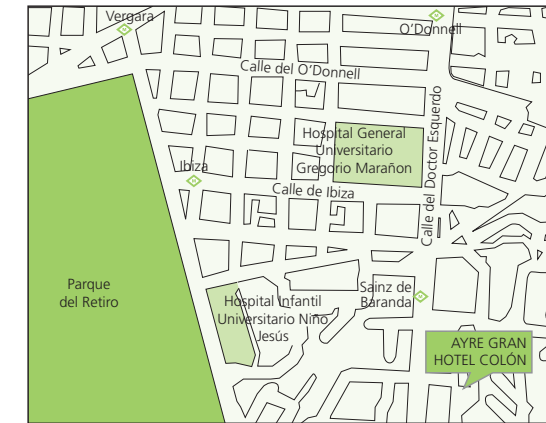 Vergara
O'Donnell
Calle del O'Donnell
Hospital General
Universitario
Gregorio Marañon
Calle del Doctor Esquerdo
Ibiza
Calle de Ibiza
Parque
del Retiro
Hospital Infantil
Universitario Nino
Jesús
Sainz de
Baranda
AYRE GRAN
HOTEL COLÓN